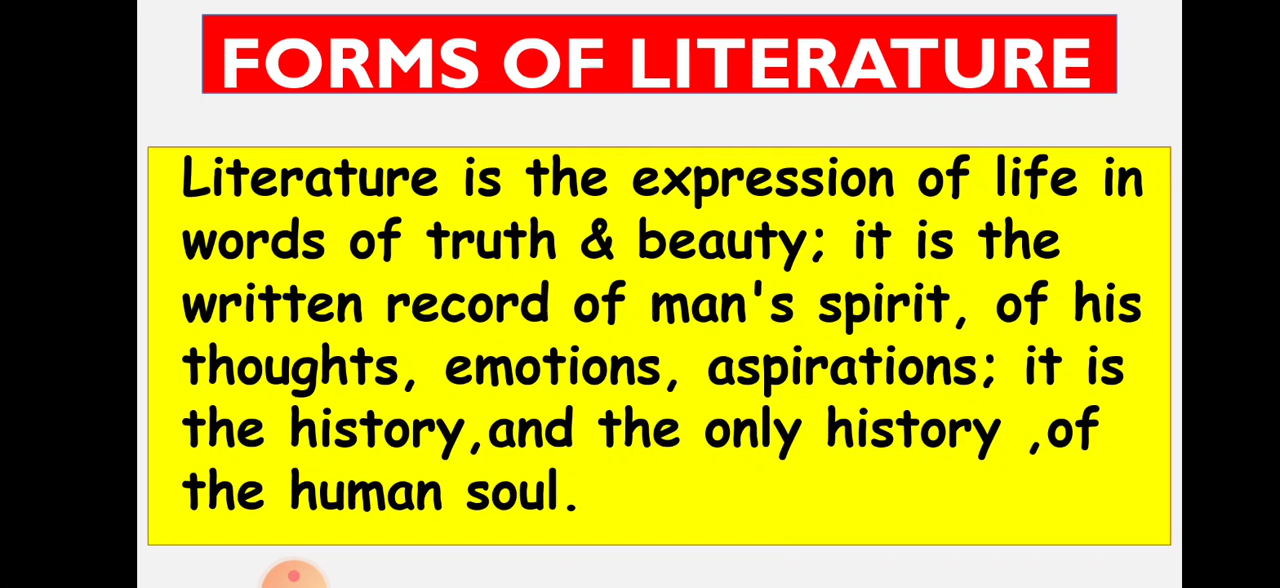 FORMS OF LITERATURE
Literature is the expression of life in
words of truth & beauty; it is the
written record of man's spirit, of his
thoughts, emotions, aspirations; it is
the history,and the only history ,of
the human soul.